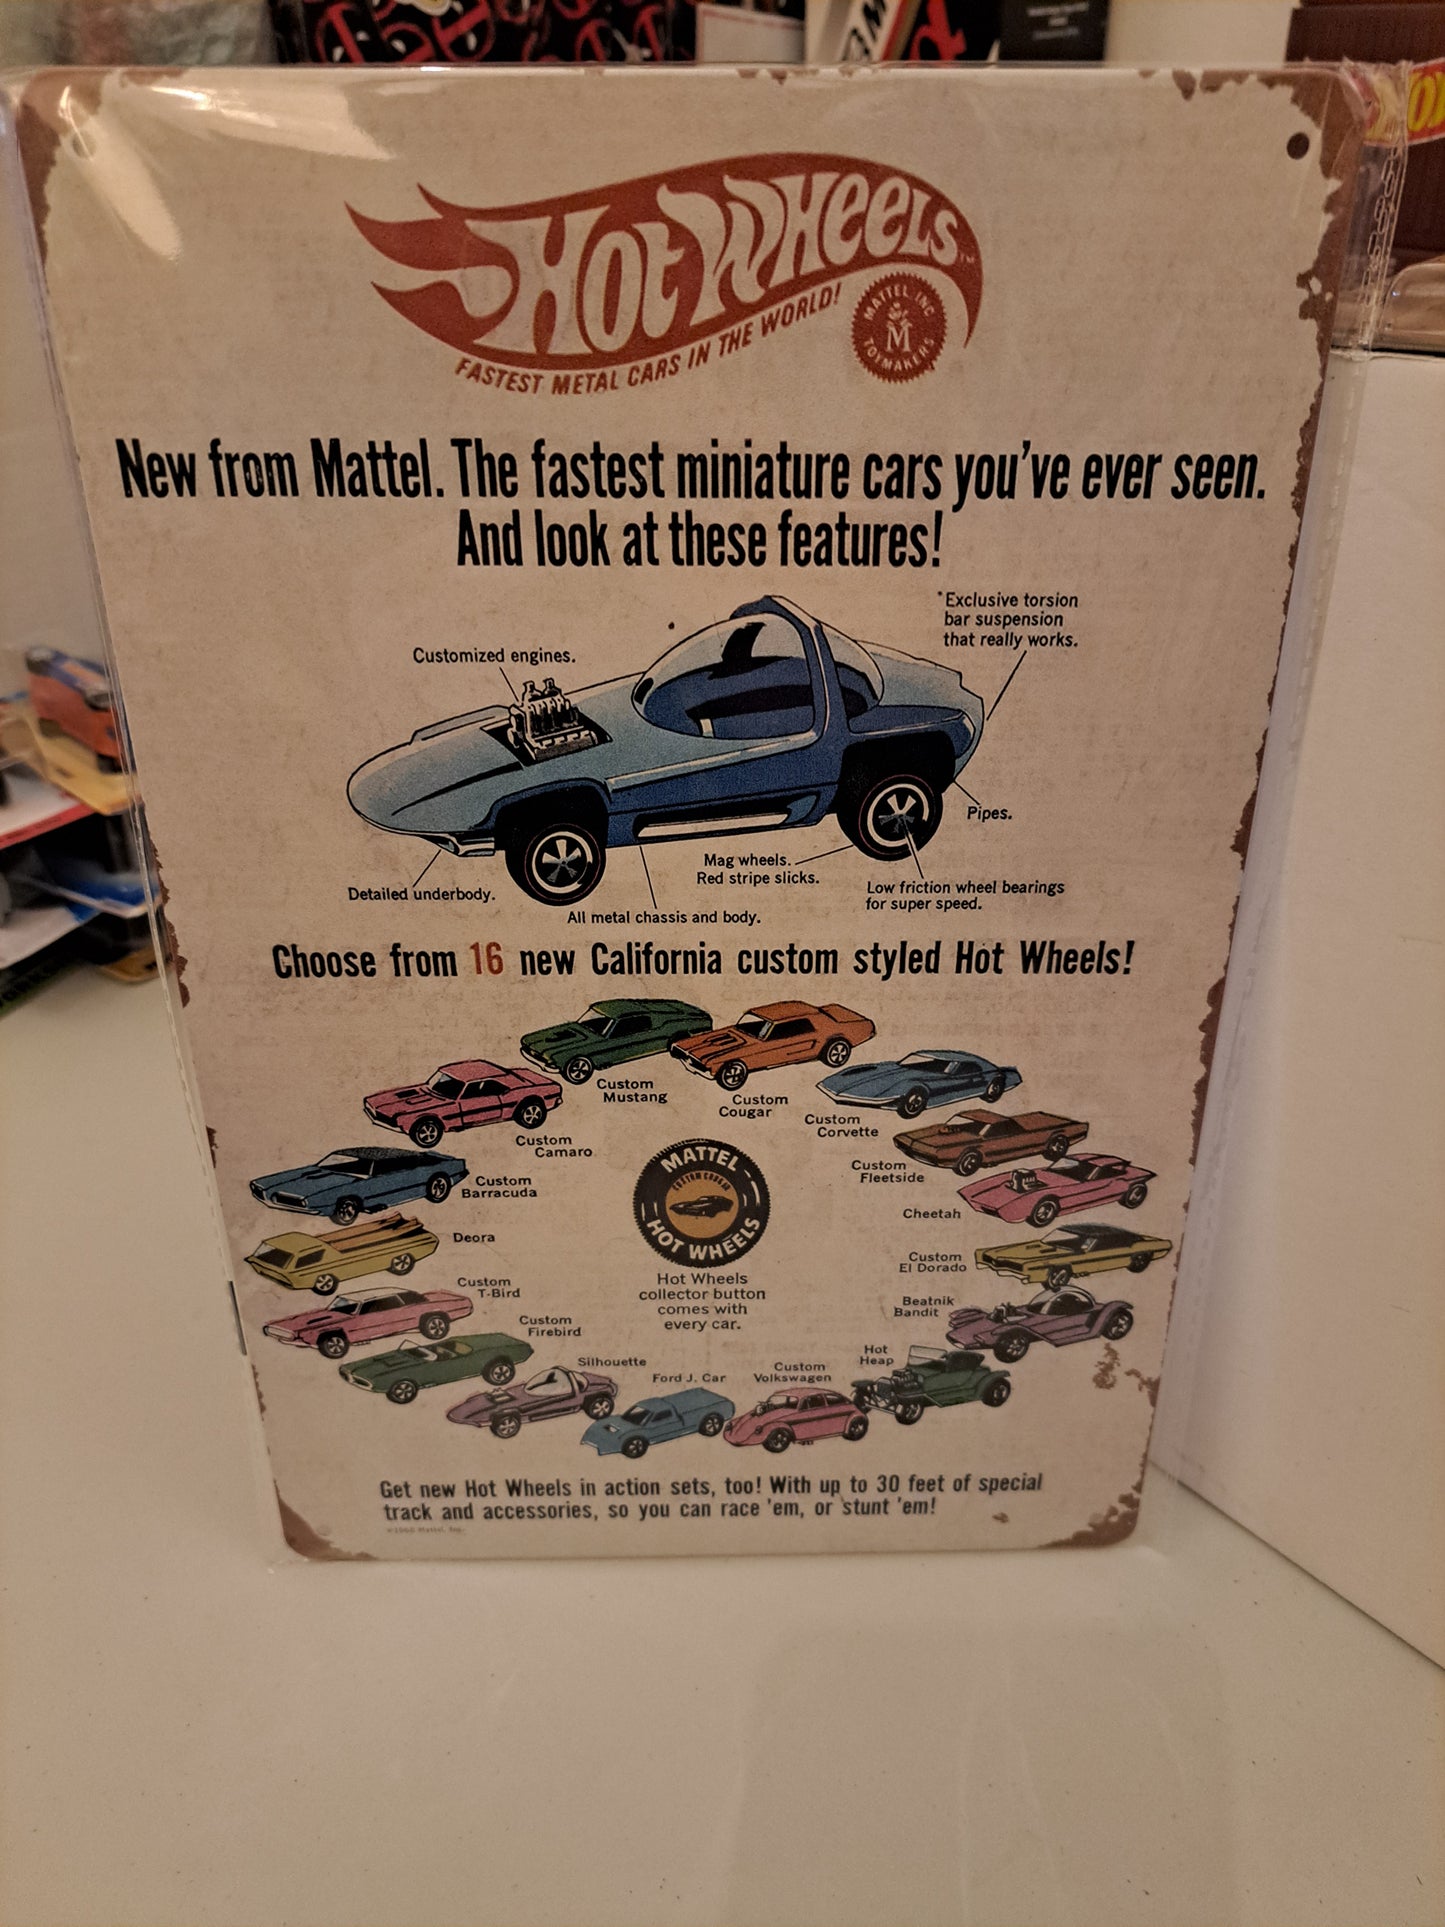 HOT WHEELS
TM
FASTEST METAL CARS IN THE WORLD!
MATTEL, INC.
M
TOYMAKERS
New from Mattel. The fastest miniature cars you've ever seen.
And look at these features!
*Exclusive torsion
bar suspension
that really works.
Customized engines.
Pipes.
Mag wheels.
Red stripe slicks.
Low friction wheel bearings
for super speed.
Detailed underbody.
All metal chassis and body.
Choose from 16 new California custom styled Hot Wheels!
Custom
Mustang
Custom
Cougar
Custom
Corvette
Custom
Camaro
Custom
Fleetside
Custom
Barracuda
Cheetah
Deora
Custom
El Dorado
Custom
T-Bird
Beatnik
Bandit
Custom
Firebird
Hot
Heap
Silhouette
Ford J. Car
Custom
Volkswagen
MATTEL
CUSTOM COUGAR
HOT WHEELS
Hot Wheels
collector button
comes with
every car.
Get new Hot Wheels in action sets, too! With up to 30 feet of special
track and accessories, so you can race 'em, or stunt 'em!
Mattel, Inc.